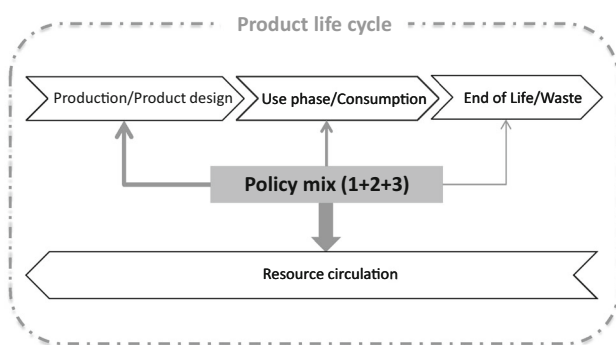 Product life cycle
Production/Product design
Use phase/Consumption
End of Life/Waste
Policy mix (1+2+3)
Resource circulation